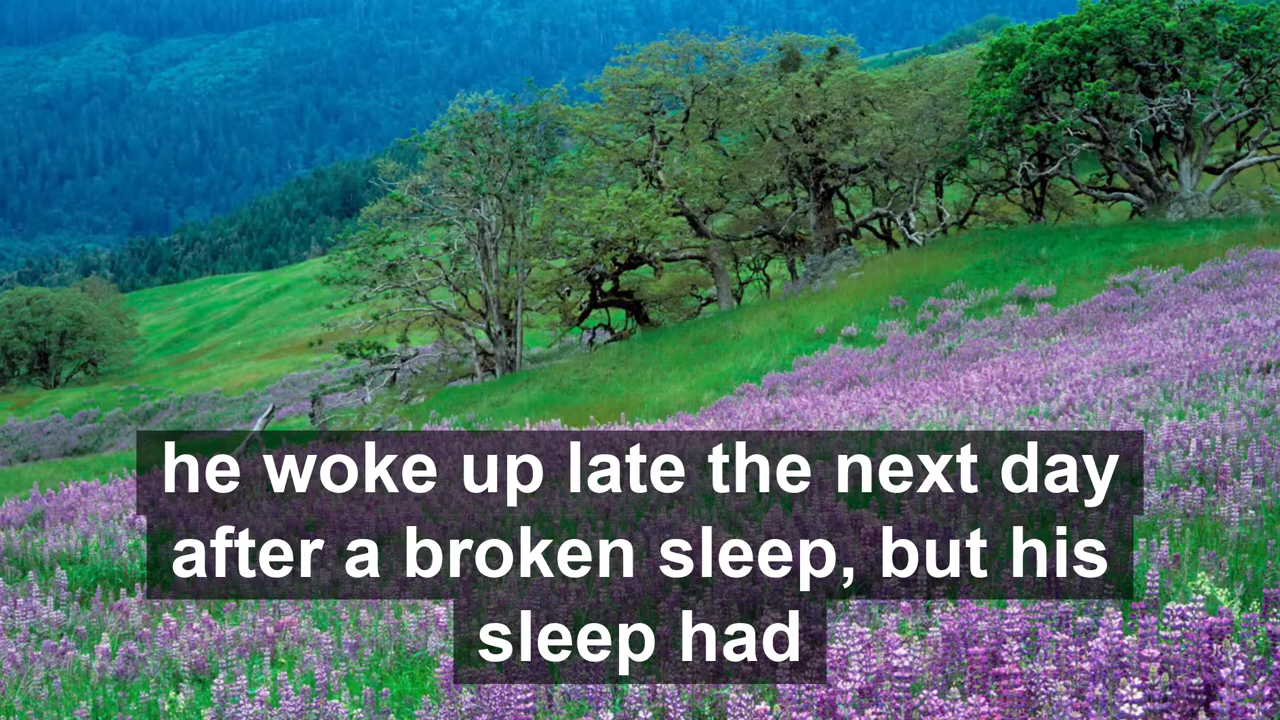 he woke up late the next day
after a broken sleep, but his
sleep had